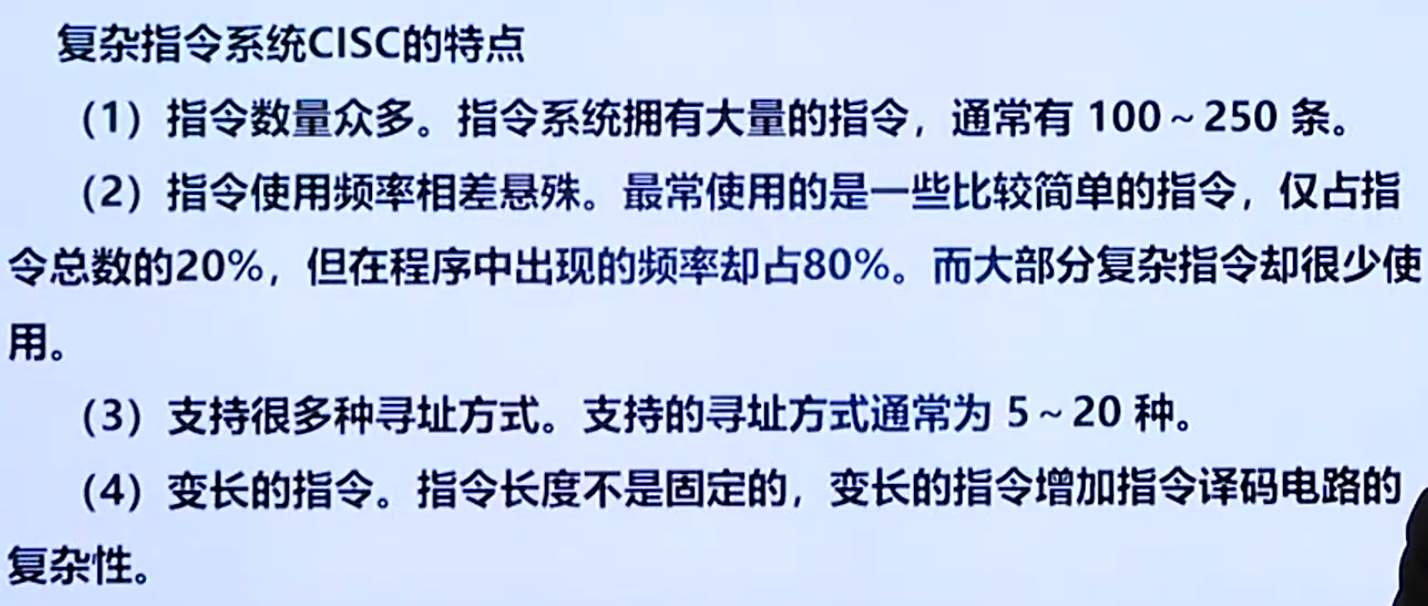 复杂指令系统CISC的特点
（1）指令数量众多。指令系统拥有大量的指令，通常有 100～250 条。
（2）指令使用频率相差悬殊。最常使用的是一些比较简单的指令，仅占指
令总数的20%，但在程序中出现的频率却占80%。而大部分复杂指令却很少使
用。
（3）支持很多种寻址方式。支持的寻址方式通常为 5～20 种。
（4）变长的指令。指令长度不是固定的，变长的指令增加指令译码电路的
复杂性。